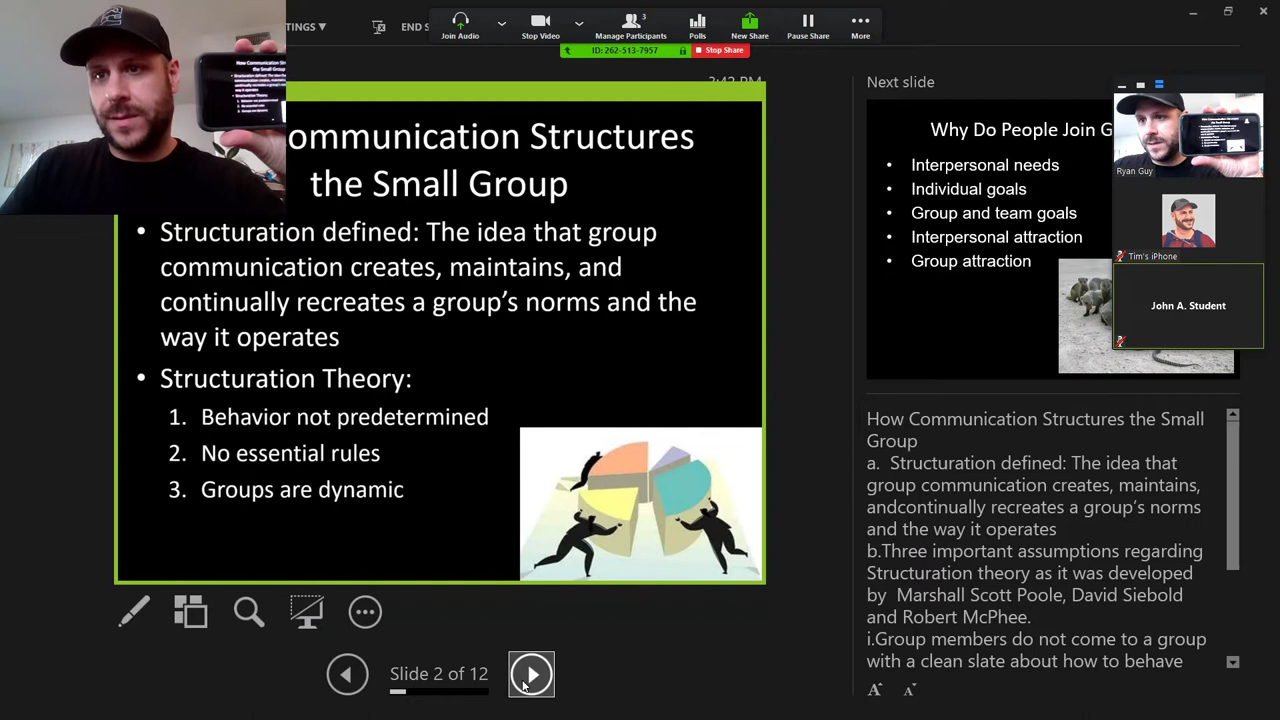 TINGS ▼
END S
Join Audio
Stop Video
3
Manage Participants
Polls
New Share
Pause Share
More
ID: 262-513-7957
Stop Share
3:42 PM
ommunication Structures
the Small Group
• Structuration defined: The idea that group
communication creates, maintains, and
continually recreates a group’s norms and the
way it operates
• Structuration Theory:
1. Behavior not predetermined
2. No essential rules
3. Groups are dynamic
Slide 2 of 12
Next slide
Why Do People Join G
• Interpersonal needs
• Individual goals
• Group and team goals
• Interpersonal attraction
• Group attraction
Ryan Guy
Tim's iPhone
John A. Student
How Communication Structures the Small
Group
a. Structuration defined: The idea that
group communication creates, maintains,
andcontinually recreates a group’s norms
and the way it operates
b.Three important assumptions regarding
Structuration theory as it was developed
by Marshall Scott Poole, David Siebold
and Robert McPhee.
i.Group members do not come to a group
with a clean slate about how to behave
A A